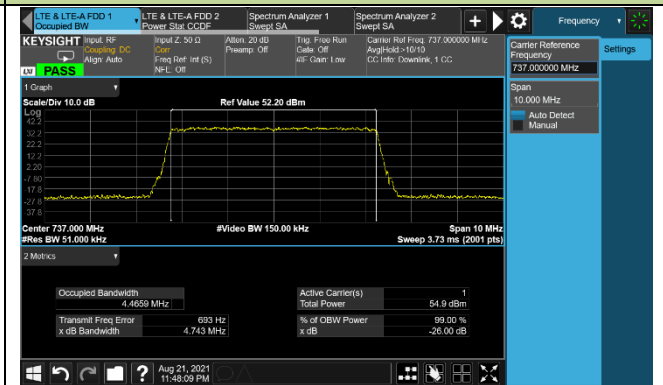 LTE & LTE-A FDD 1
Occupied BW
LTE & LTE-A FDD 2
Power Stat CCDF
Spectrum Analyzer 1
Swept SA
Spectrum Analyzer 2
Swept SA
+
Frequency
KEYSIGHT
Input: RF
Coupling: DC
Align: Auto
Input Z: 50 Ω
Corr
Freq Ref: Int (S)
NFE: Off
Atten: 20 dB
Preamp: Off
Trig: Free Run
Gate: Off
#IF Gain: Low
Carrier Ref Freq: 737.000000 MHz
Avg|Hold:>10/10
CC Info: Downlink, 1 CC
LXI PASS
Carrier Reference
Frequency
737.000000 MHz
Settings
Span
10.000 MHz
Auto Detect
Manual
1 Graph
Scale/Div 10.0 dB
Ref Value 52.20 dBm
Log
42.2
32.2
22.2
12.2
2.20
-7.80
-17.8
-27.8
-37.8
Center 737.000 MHz
#Video BW 150.00 kHz
Span 10 MHz
#Res BW 51.000 kHz
Sweep 3.73 ms (2001 pts)
2 Metrics
Occupied Bandwidth
4.4659 MHz
Active Carrier(s) 1
Total Power 54.9 dBm
Transmit Freq Error 693 Hz
x dB Bandwidth 4.743 MHz
% of OBW Power 99.00 %
x dB -26.00 dB
?
Aug 21, 2021
11:48:09 PM